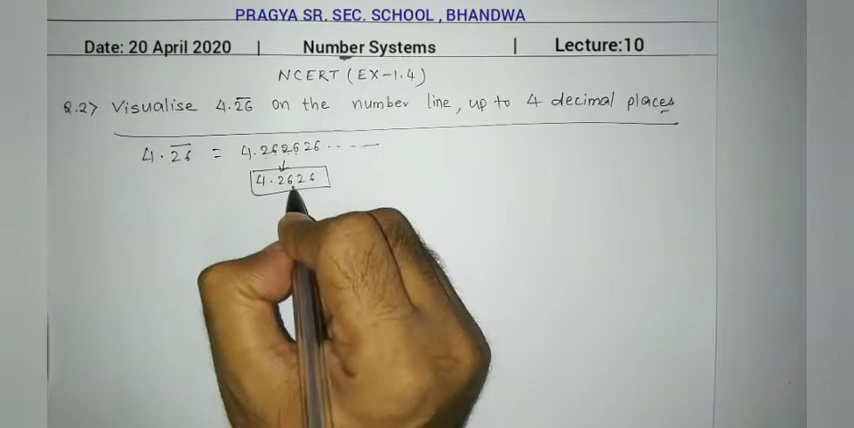 PRAGYA SR. SEC. SCHOOL , BHANDWA
Date: 20 April 2020 | Number Systems | Lecture:10
NCERT (EX-1.4)
Q.2> Visualise 4.2̅6̅ on the number line, up to 4 decimal places
4.2̅6̅ = 4.262626.....
4.2626